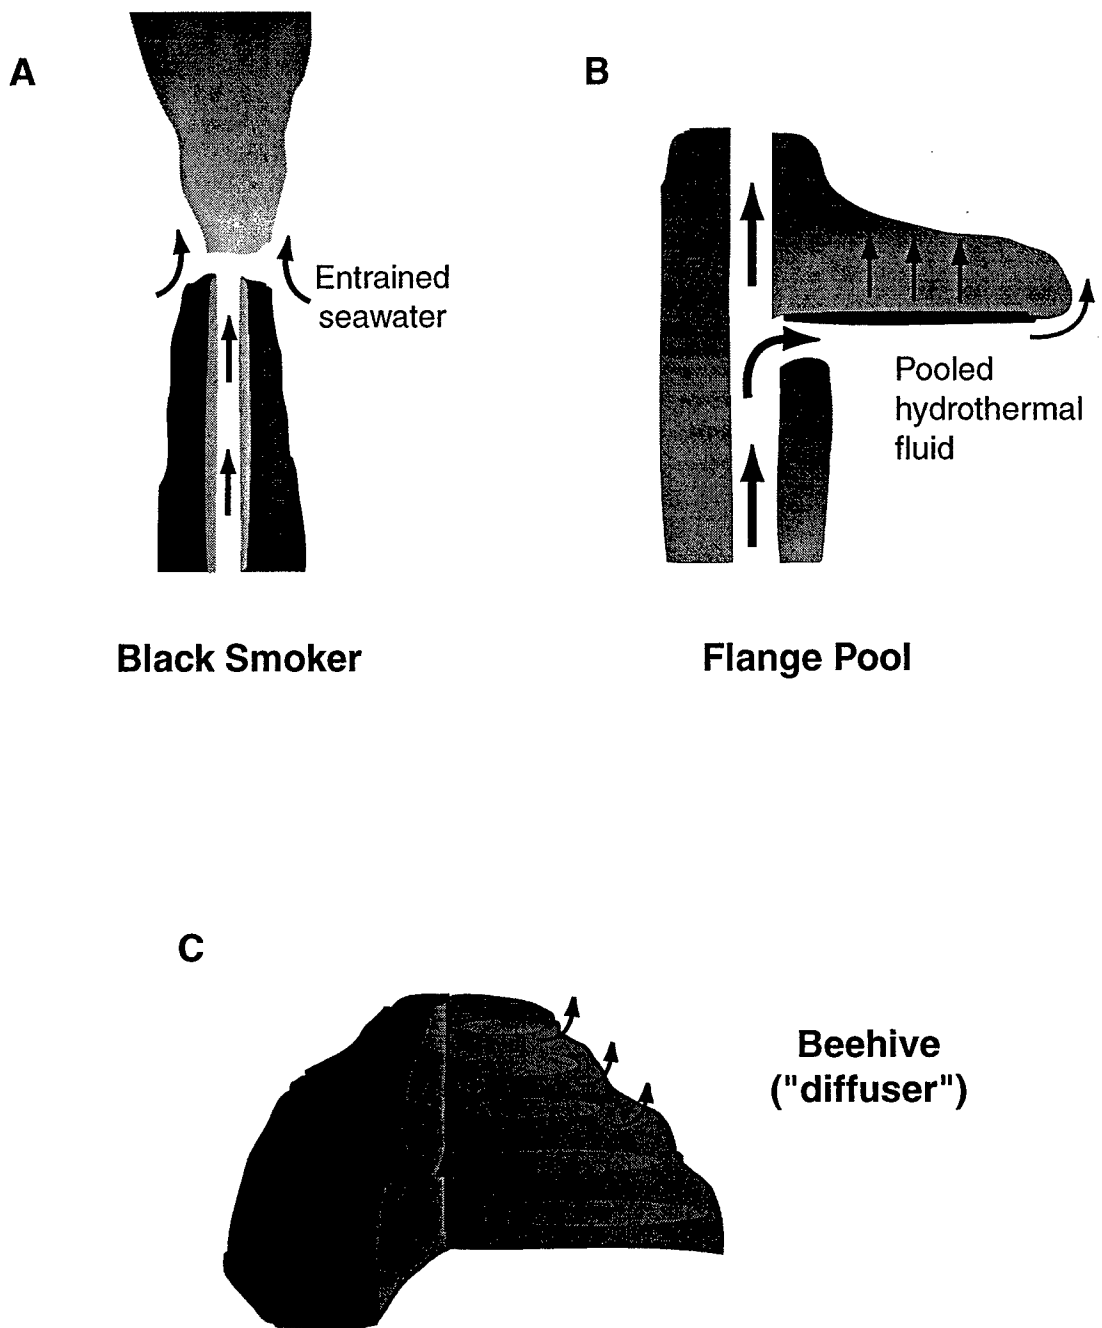 A
B
Entrained
seawater
Pooled
hydrothermal
fluid
Black Smoker
Flange Pool
C
Beehive
("diffuser")